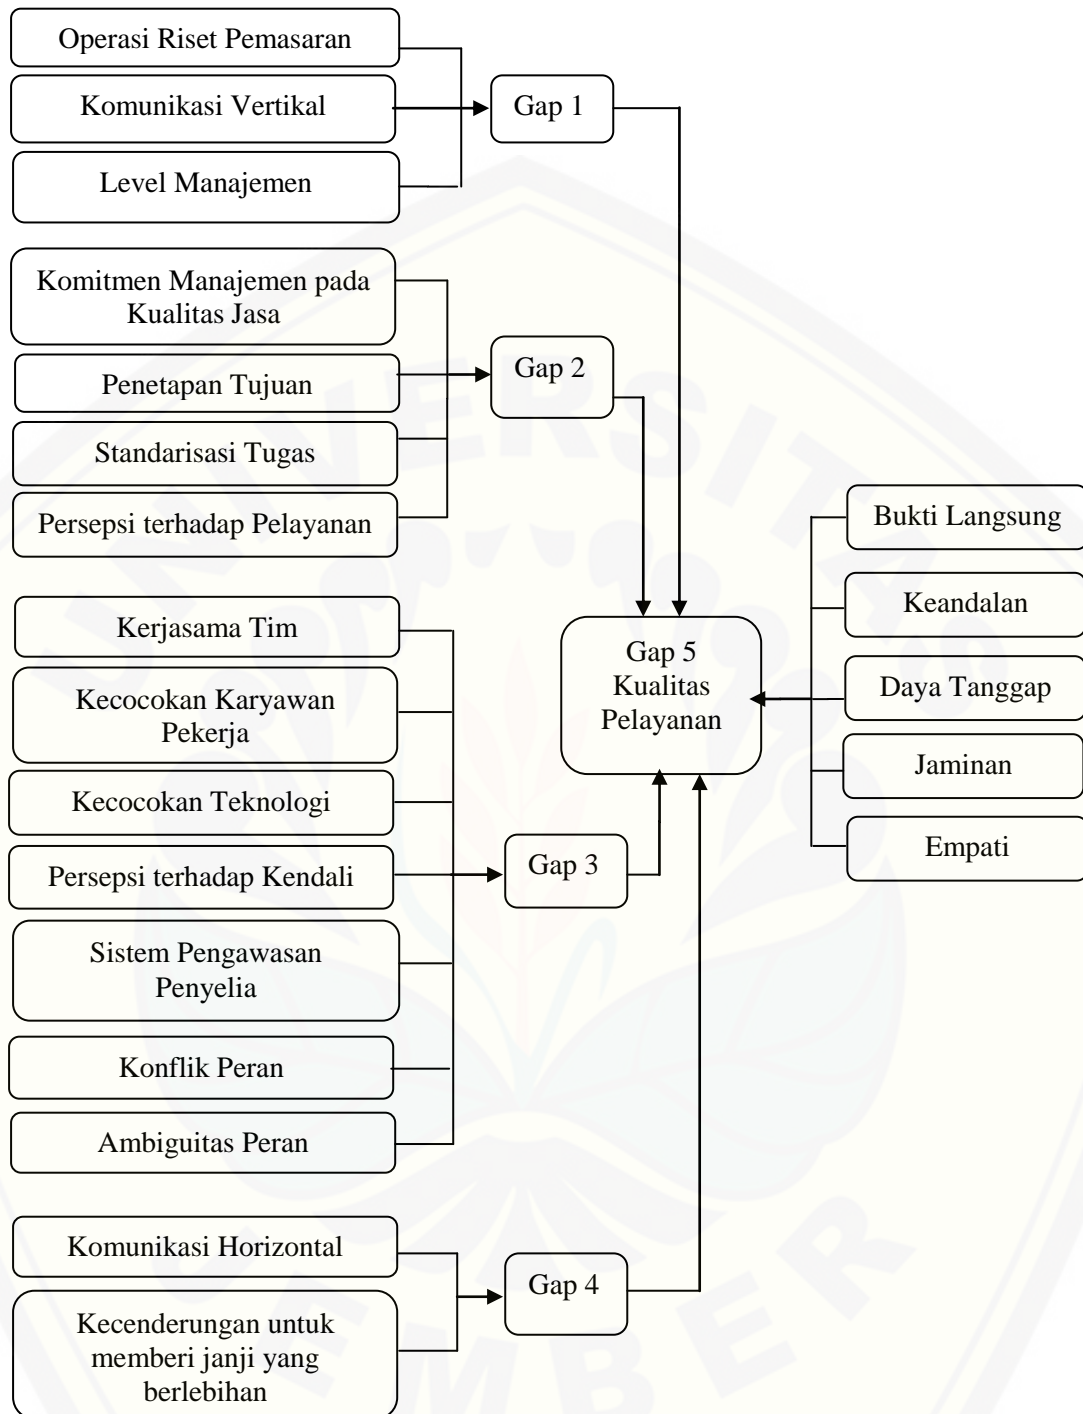 Operasi Riset Pemasaran
Komunikasi Vertikal
Level Manajemen
Gap 1
Komitmen Manajemen pada
Kualitas Jasa
Penetapan Tujuan
Standarisasi Tugas
Persepsi terhadap Pelayanan
Gap 2
Kerjasama Tim
Kecocokan Karyawan
Pekerja
Kecocokan Teknologi
Persepsi terhadap Kendali
Sistem Pengawasan
Penyelia
Konflik Peran
Ambiguitas Peran
Gap 3
Komunikasi Horizontal
Kecenderungan untuk
memberi janji yang
berlebihan
Gap 4
Gap 5
Kualitas
Pelayanan
Bukti Langsung
Keandalan
Daya Tanggap
Jaminan
Empati
UNIVERSITAS
JEMBER